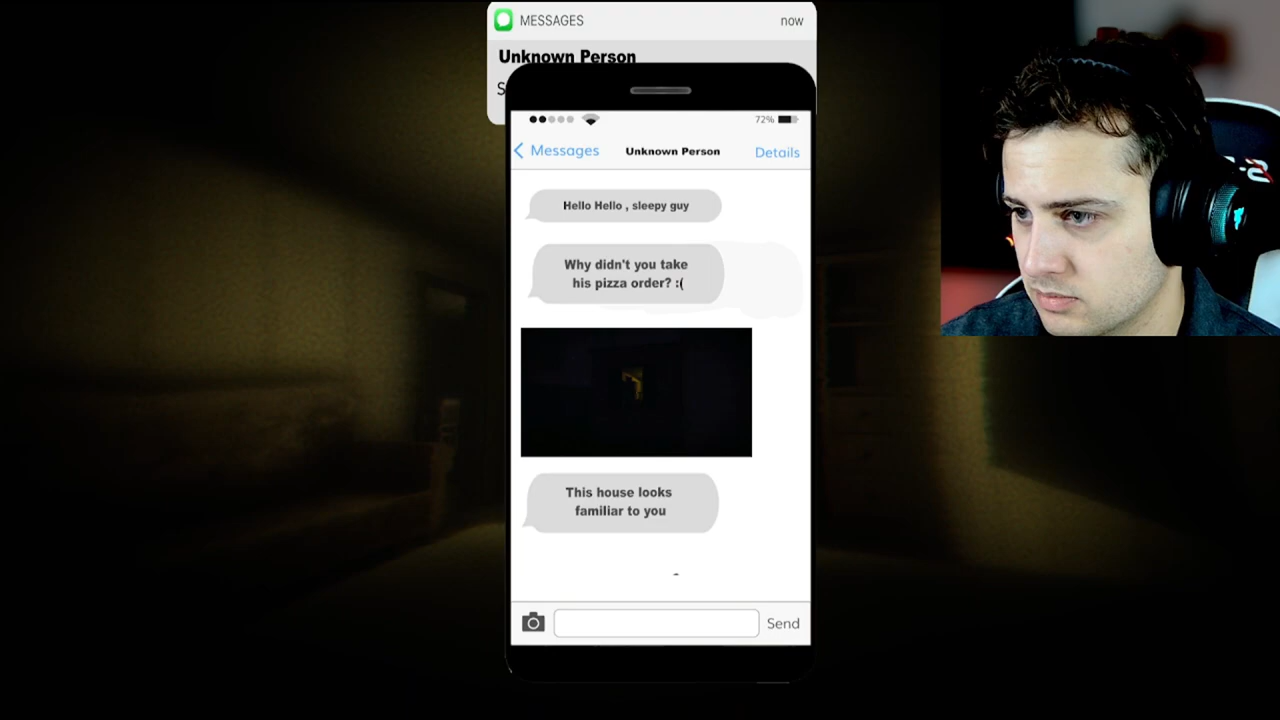 MESSAGES now
Unknown Person
S
72%
Messages Unknown Person Details
Hello Hello , sleepy guy
Why didn't you take
his pizza order? :(
This house looks
familiar to you
-
Send